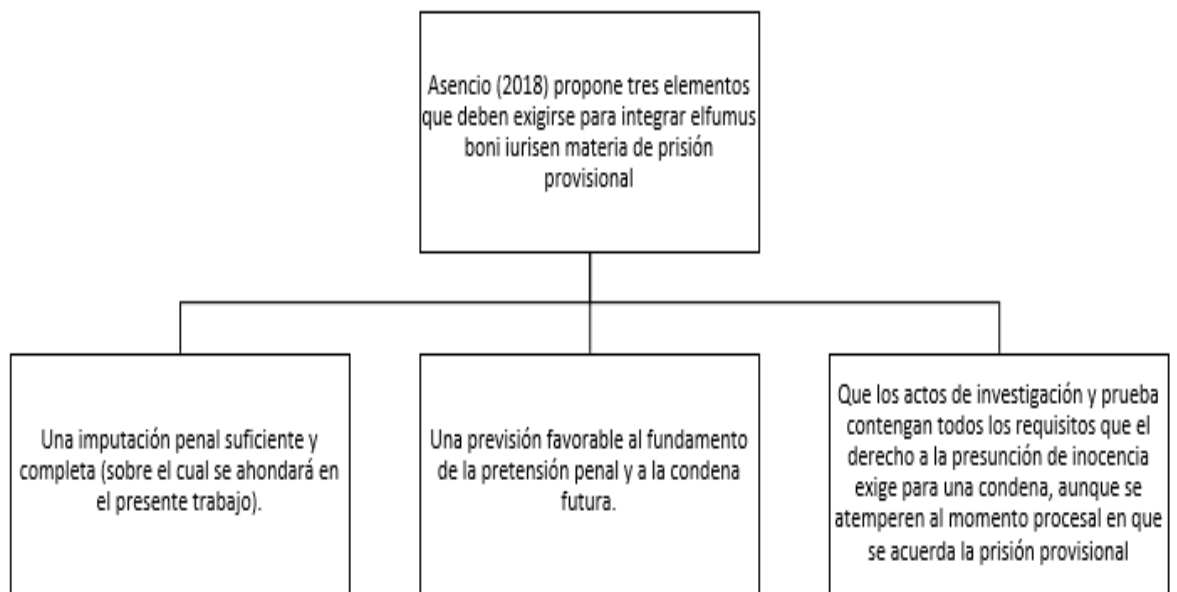 Asencio (2018) propone tres elementos
que deben exigirse para integrar elfumus
boni iurisen materia de prisión
provisional
Una imputación penal suficiente y
completa (sobre el cual se ahondará en
el presente trabajo).
Una previsión favorable al fundamento
de la pretensión penal y a la condena
futura.
Que los actos de investigación y prueba
contengan todos los requisitos que el
derecho a la presunción de inocencia
exige para una condena, aunque se
atemperen al momento procesal en que
se acuerda la prisión provisional